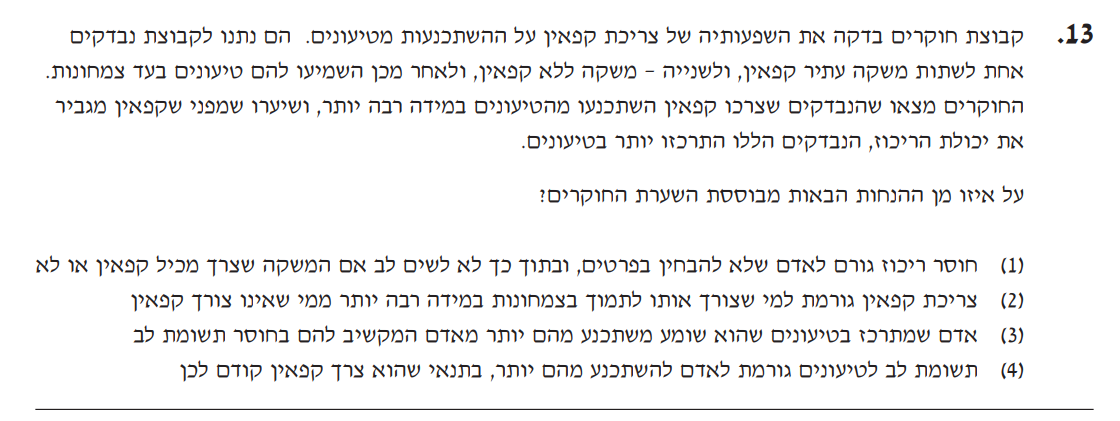 13. קבוצת חוקרים בדקה את השפעותיה של צריכת קפאין על ההשתכנעות מטיעונים. הם נתנו לקבוצת נבדקים
אחת לשתות משקה עתיר קפאין, ולשנייה – משקה ללא קפאין, ולאחר מכן השמיעו להם טיעונים בעד צמחונות.
החוקרים מצאו שהנבדקים שצרכו קפאין השתכנעו מהטיעונים במידה רבה יותר, ושיערו שמפני שקפאין מגביר
את יכולת הריכוז, הנבדקים הללו התרכזו יותר בטיעונים.
על איזו מן ההנחות הבאות מבוססת השערת החוקרים?
(1) חוסר ריכוז גורם לאדם שלא להבחין בפרטים, ובתוך כך לא לשים לב אם המשקה שצרך מכיל קפאין או לא
(2) צריכת קפאין גורמת למי שצורך אותו לתמוך בצמחונות במידה רבה יותר ממי שאינו צורך קפאין
(3) אדם שמתרכז בטיעונים שהוא שומע משתכנע מהם יותר מאדם המקשיב להם בחוסר תשומת לב
(4) תשומת לב לטיעונים גורמת לאדם להשתכנע מהם יותר, בתנאי שהוא צרך קפאין קודם לכן